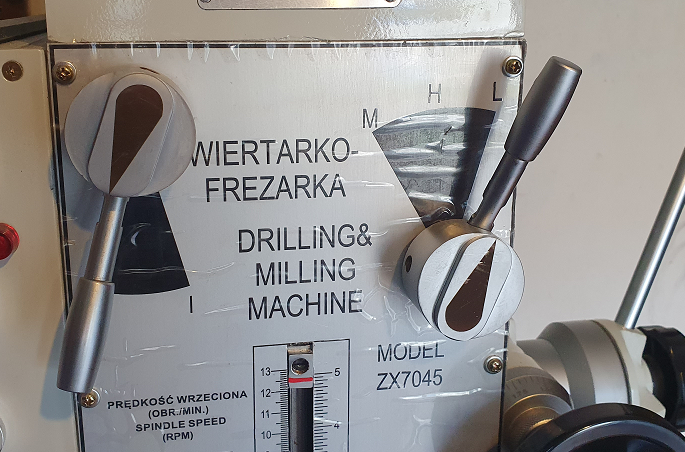 M H L
WIERTARKO-
FREZARKA
DRILLING&
MILLING
MACHINE
I
MODEL
ZX7045
PRĘDKOŚĆ WRZECIONA
(OBR./MIN.)
SPINDLE SPEED
(RPM)
13 5
12
11
10 4
9